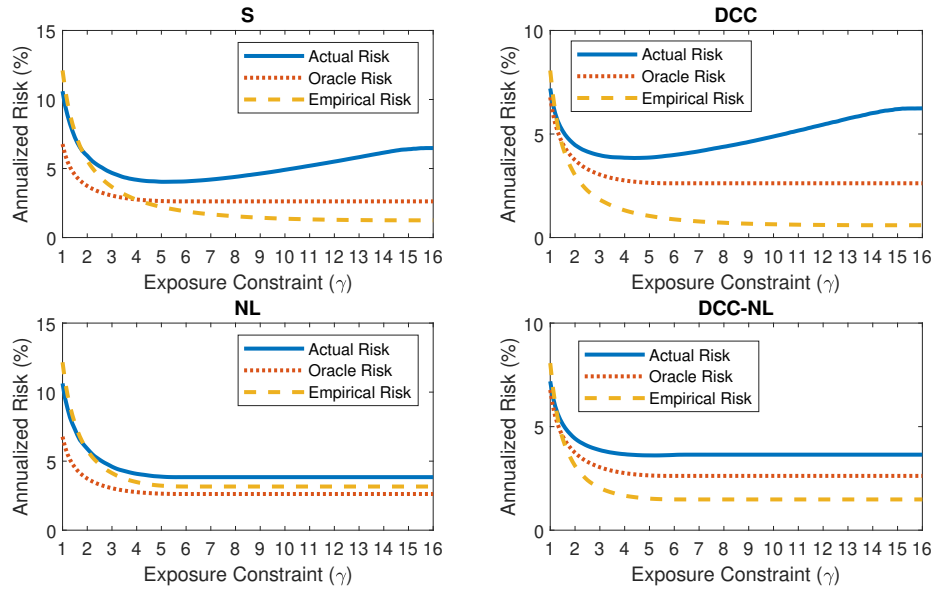 S
15
10
5
0
Annualized Risk (%)
Actual Risk
Oracle Risk
Empirical Risk
1 2 3 4 5 6 7 8 9 10 11 12 13 14 15 16
Exposure Constraint (γ)
DCC
10
5
0
Annualized Risk (%)
Actual Risk
Oracle Risk
Empirical Risk
1 2 3 4 5 6 7 8 9 10 11 12 13 14 15 16
Exposure Constraint (γ)
NL
15
10
5
0
Annualized Risk (%)
Actual Risk
Oracle Risk
Empirical Risk
1 2 3 4 5 6 7 8 9 10 11 12 13 14 15 16
Exposure Constraint (γ)
DCC-NL
10
5
0
Annualized Risk (%)
Actual Risk
Oracle Risk
Empirical Risk
1 2 3 4 5 6 7 8 9 10 11 12 13 14 15 16
Exposure Constraint (γ)